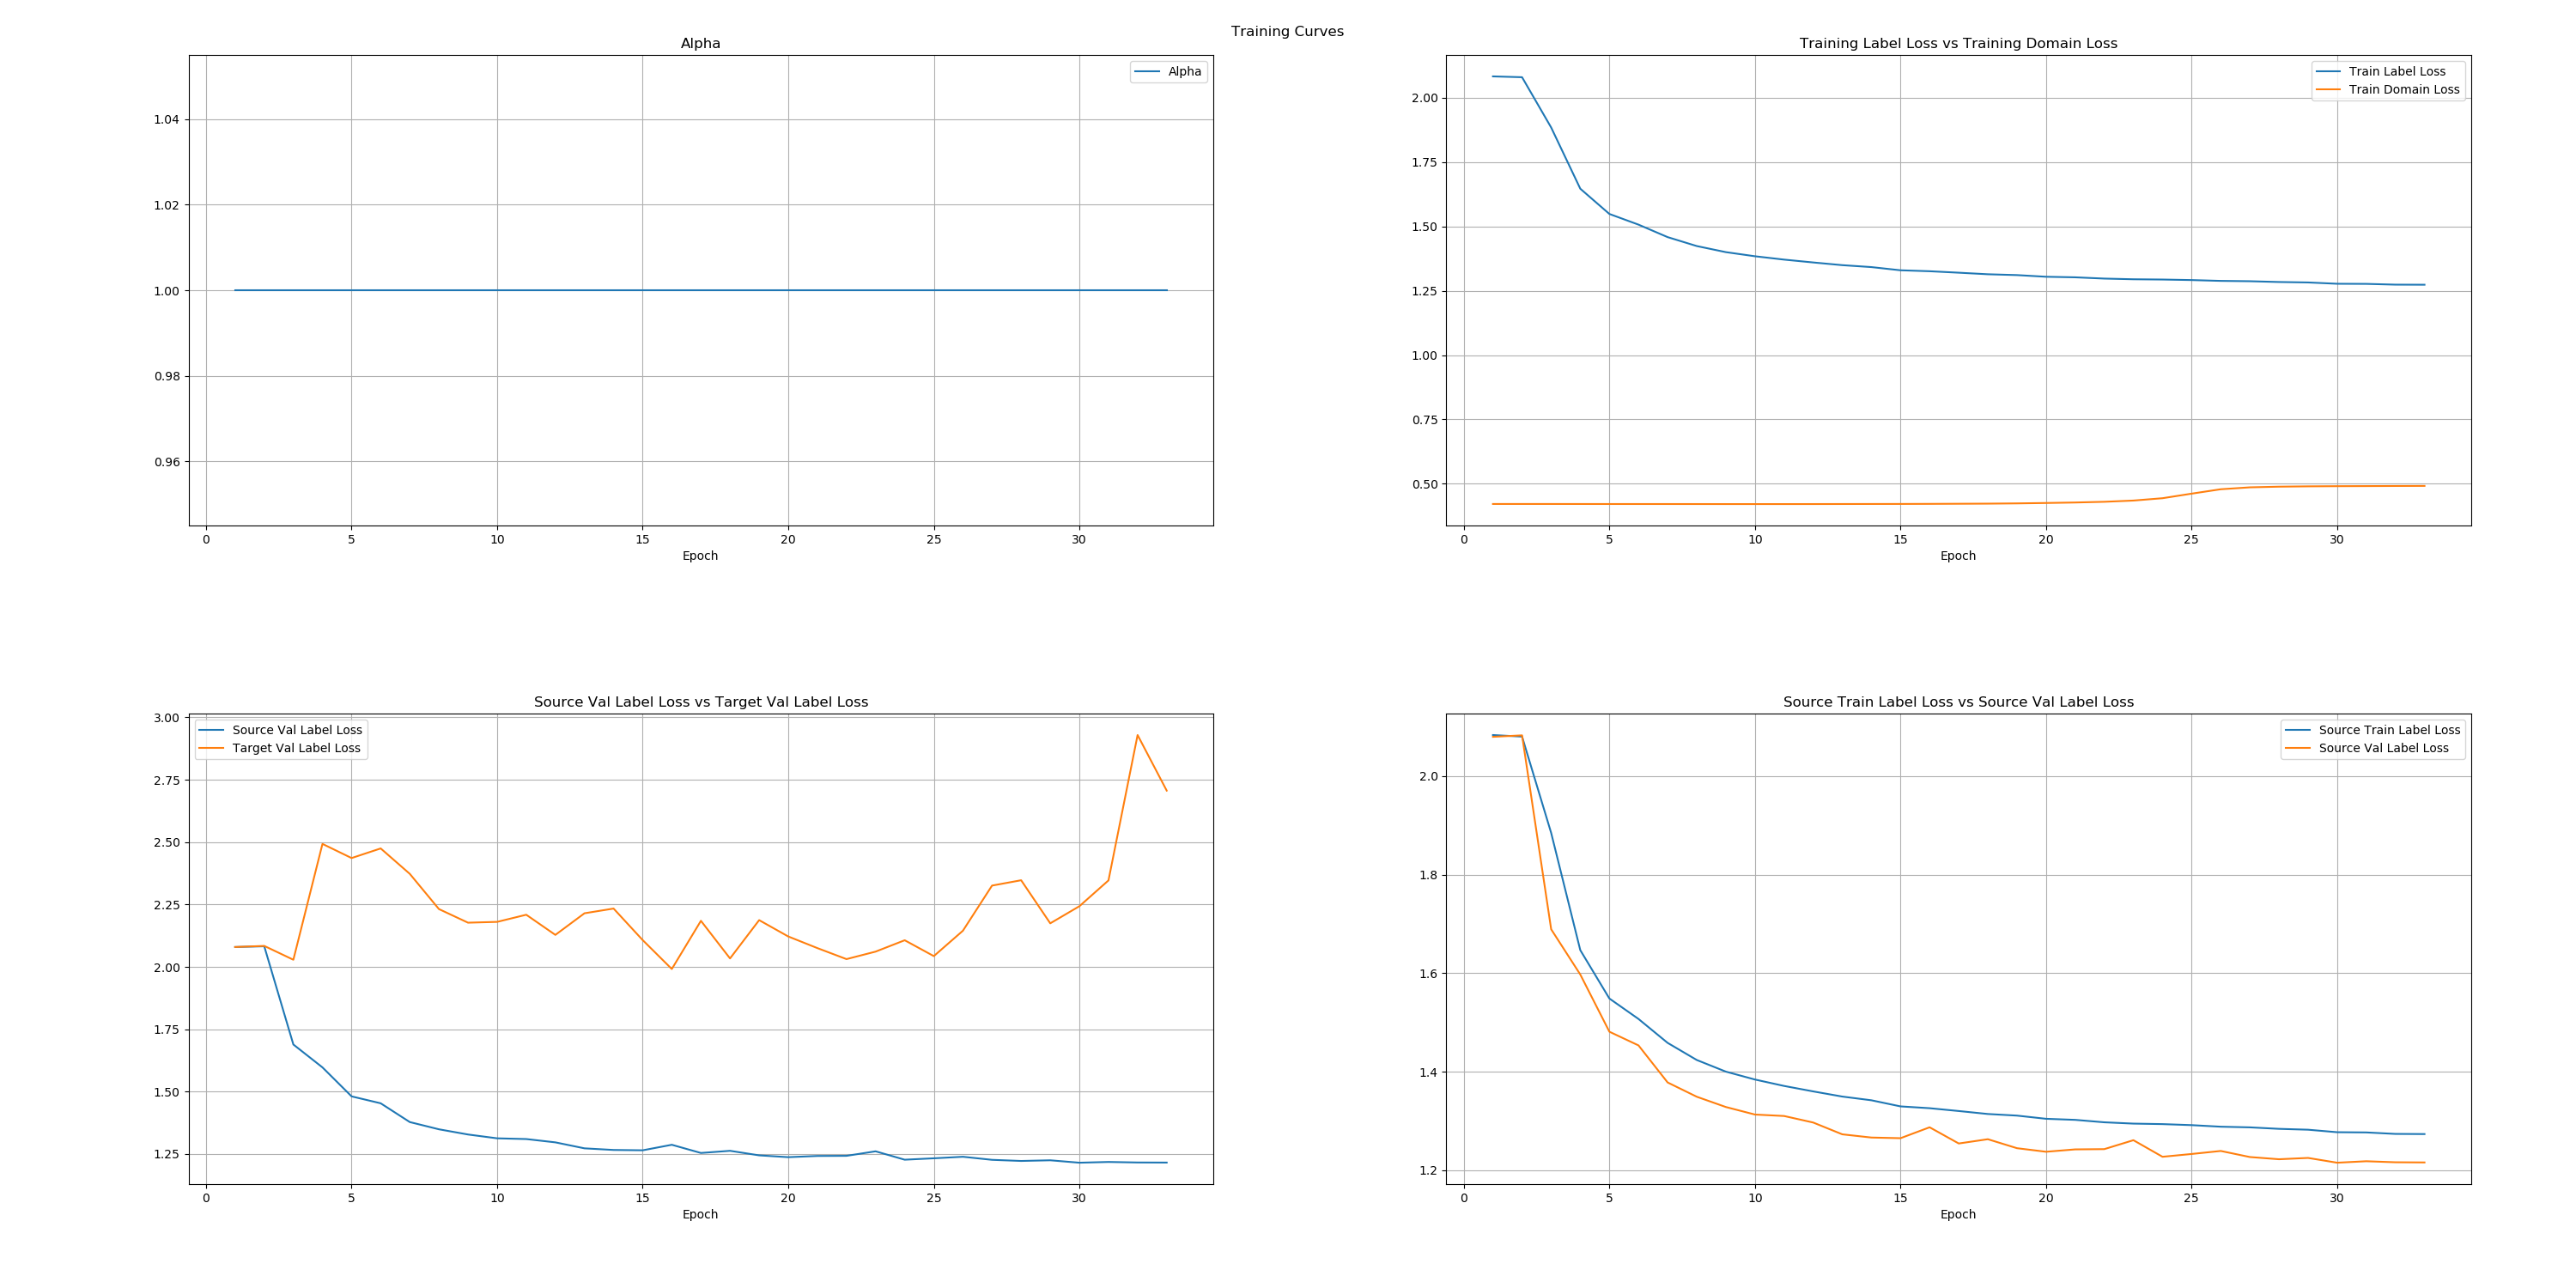 Training Curves
Alpha
Alpha
1.04
1.02
1.00
0.98
0.96
0 5 10 15 20 25 30
Epoch
Training Label Loss vs Training Domain Loss
Train Label Loss
Train Domain Loss
2.00
1.75
1.50
1.25
1.00
0.75
0.50
0 5 10 15 20 25 30
Epoch
Source Val Label Loss vs Target Val Label Loss
Source Val Label Loss
Target Val Label Loss
3.00
2.75
2.50
2.25
2.00
1.75
1.50
1.25
0 5 10 15 20 25 30
Epoch
Source Train Label Loss vs Source Val Label Loss
Source Train Label Loss
Source Val Label Loss
2.0
1.8
1.6
1.4
1.2
0 5 10 15 20 25 30
Epoch